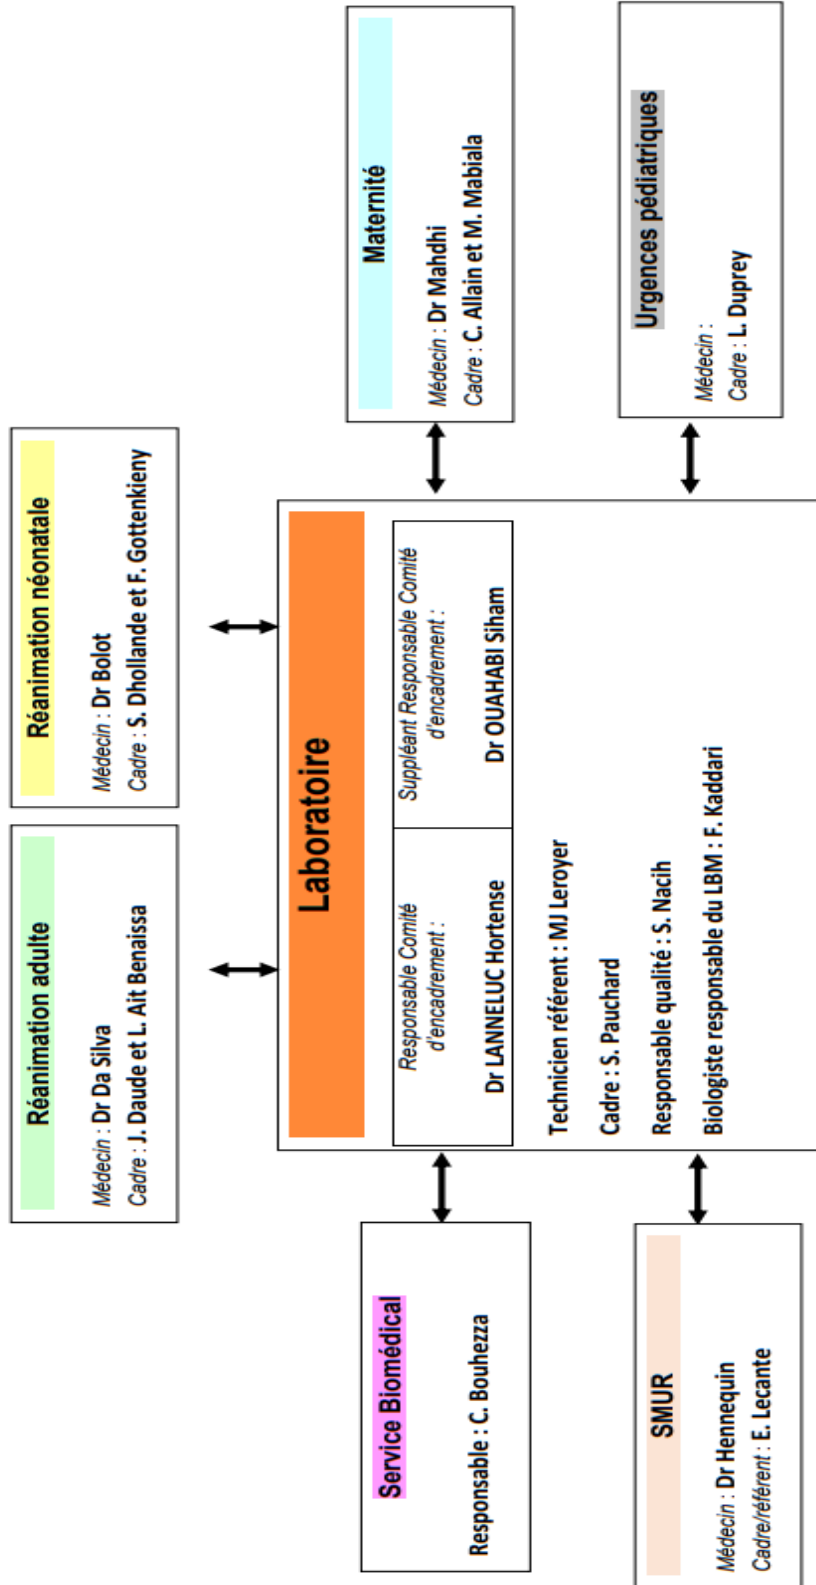 Réanimation adulte
Médecin : Dr Da Silva
Cadre : J. Daude et L. Ait Benaissa
Réanimation néonatale
Médecin : Dr Bolot
Cadre : S. Dhollande et F. Gottenkieny
Service Biomédical
Responsable : C. Bouhezza
Laboratoire
Responsable Comité
d'encadrement :
Dr LANNELUC Hortense
Suppléant Responsable Comité
d'encadrement :
Dr OUAHABI Siham
Technicien référent : MJ Leroyer
Cadre : S. Pauchard
Responsable qualité : S. Nacih
Biologiste responsable du LBM : F. Kaddari
Maternité
Médecin : Dr Mahdhi
Cadre : C. Allain et M. Mabiala
SMUR
Médecin : Dr Hennequin
Cadre/référent : E. Lecante
Urgences pédiatriques
Médecin :
Cadre : L. Duprey